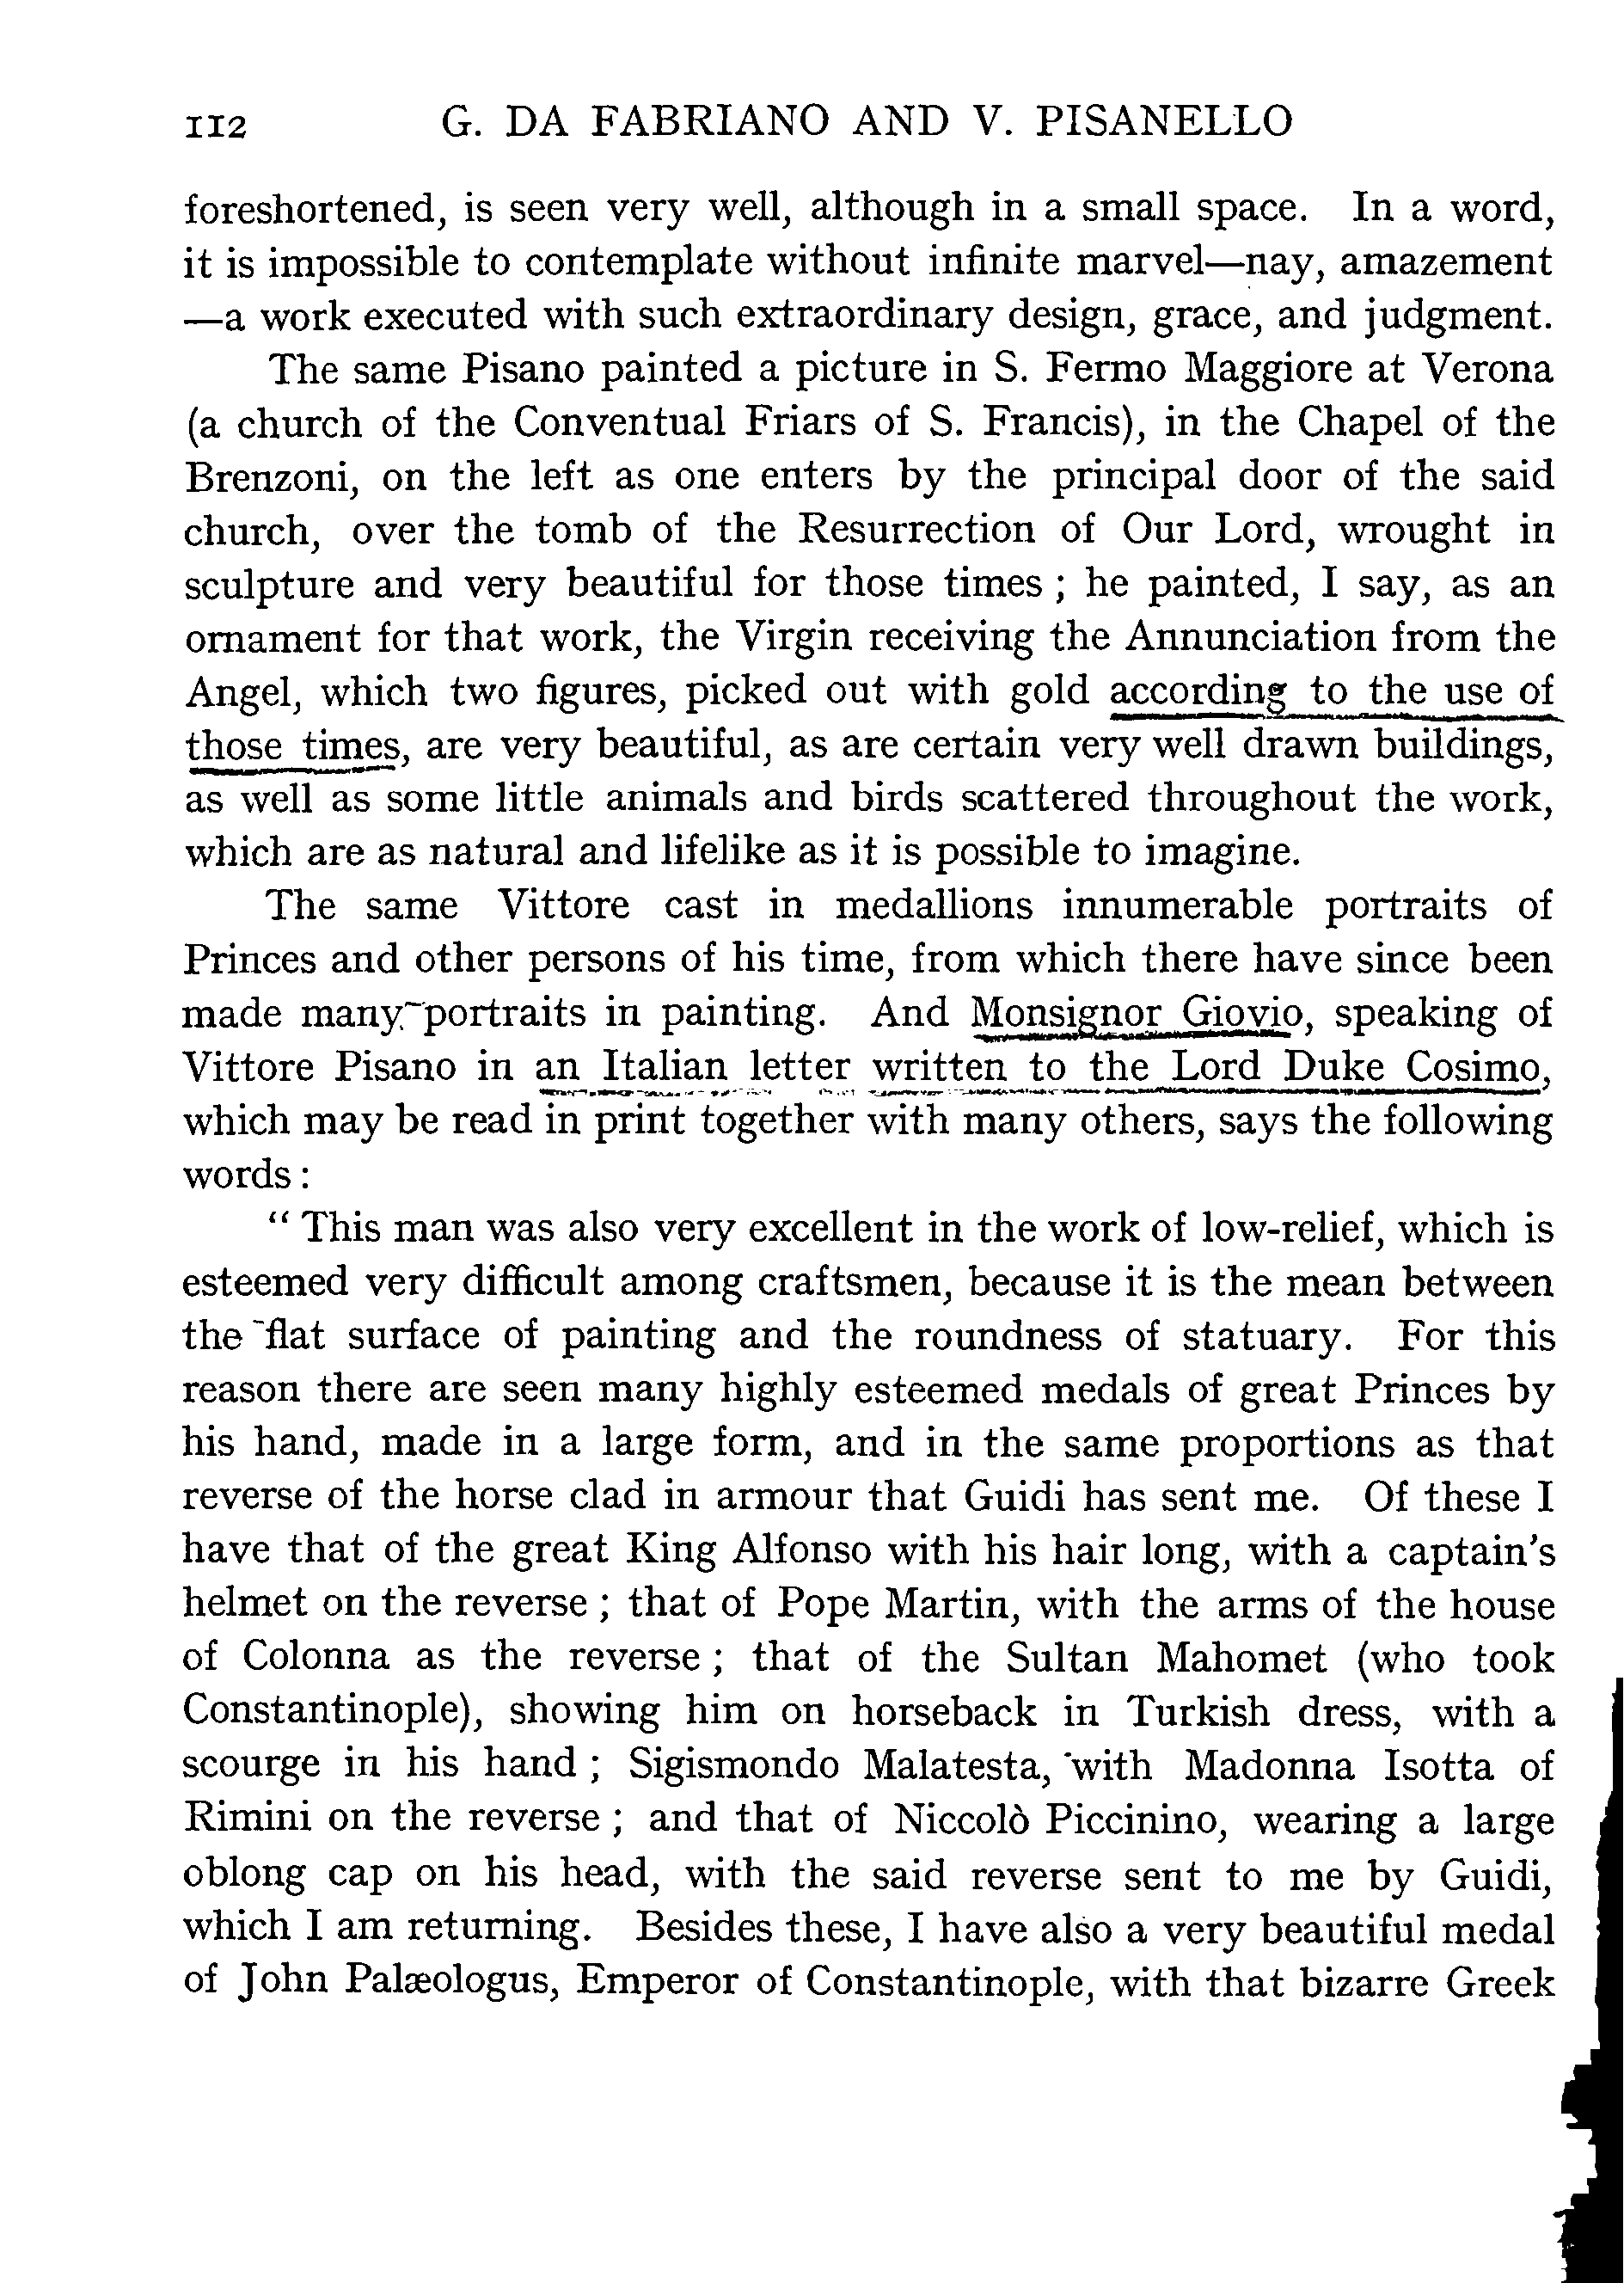 112 G. DA FABRIANO AND V. PISANELLO
foreshortened, is seen very well, although in a small space. In a word,
it is impossible to contemplate without infinite marvel—nay, amazement
—a work executed with such extraordinary design, grace, and judgment.
The same Pisano painted a picture in S. Fermo Maggiore at Verona
(a church of the Conventual Friars of S. Francis), in the Chapel of the
Brenzoni, on the left as one enters by the principal door of the said
church, over the tomb of the Resurrection of Our Lord, wrought in
sculpture and very beautiful for those times ; he painted, I say, as an
ornament for that work, the Virgin receiving the Annunciation from the
Angel, which two figures, picked out with gold according to the use of
those times, are very beautiful, as are certain very well drawn buildings,
as well as some little animals and birds scattered throughout the work,
which are as natural and lifelike as it is possible to imagine.
The same Vittore cast in medallions innumerable portraits of
Princes and other persons of his time, from which there have since been
made many portraits in painting. And Monsignor Giovio, speaking of
Vittore Pisano in an Italian letter written to the Lord Duke Cosimo,
which may be read in print together with many others, says the following
words :
“ This man was also very excellent in the work of low-relief, which is
esteemed very difficult among craftsmen, because it is the mean between
the flat surface of painting and the roundness of statuary. For this
reason there are seen many highly esteemed medals of great Princes by
his hand, made in a large form, and in the same proportions as that
reverse of the horse clad in armour that Guidi has sent me. Of these I
have that of the great King Alfonso with his hair long, with a captain’s
helmet on the reverse ; that of Pope Martin, with the arms of the house
of Colonna as the reverse ; that of the Sultan Mahomet (who took
Constantinople), showing him on horseback in Turkish dress, with a
scourge in his hand ; Sigismondo Malatesta, with Madonna Isotta of
Rimini on the reverse ; and that of Niccolò Piccinino, wearing a large
oblong cap on his head, with the said reverse sent to me by Guidi,
which I am returning. Besides these, I have also a very beautiful medal
of John Palæologus, Emperor of Constantinople, with that bizarre Greek